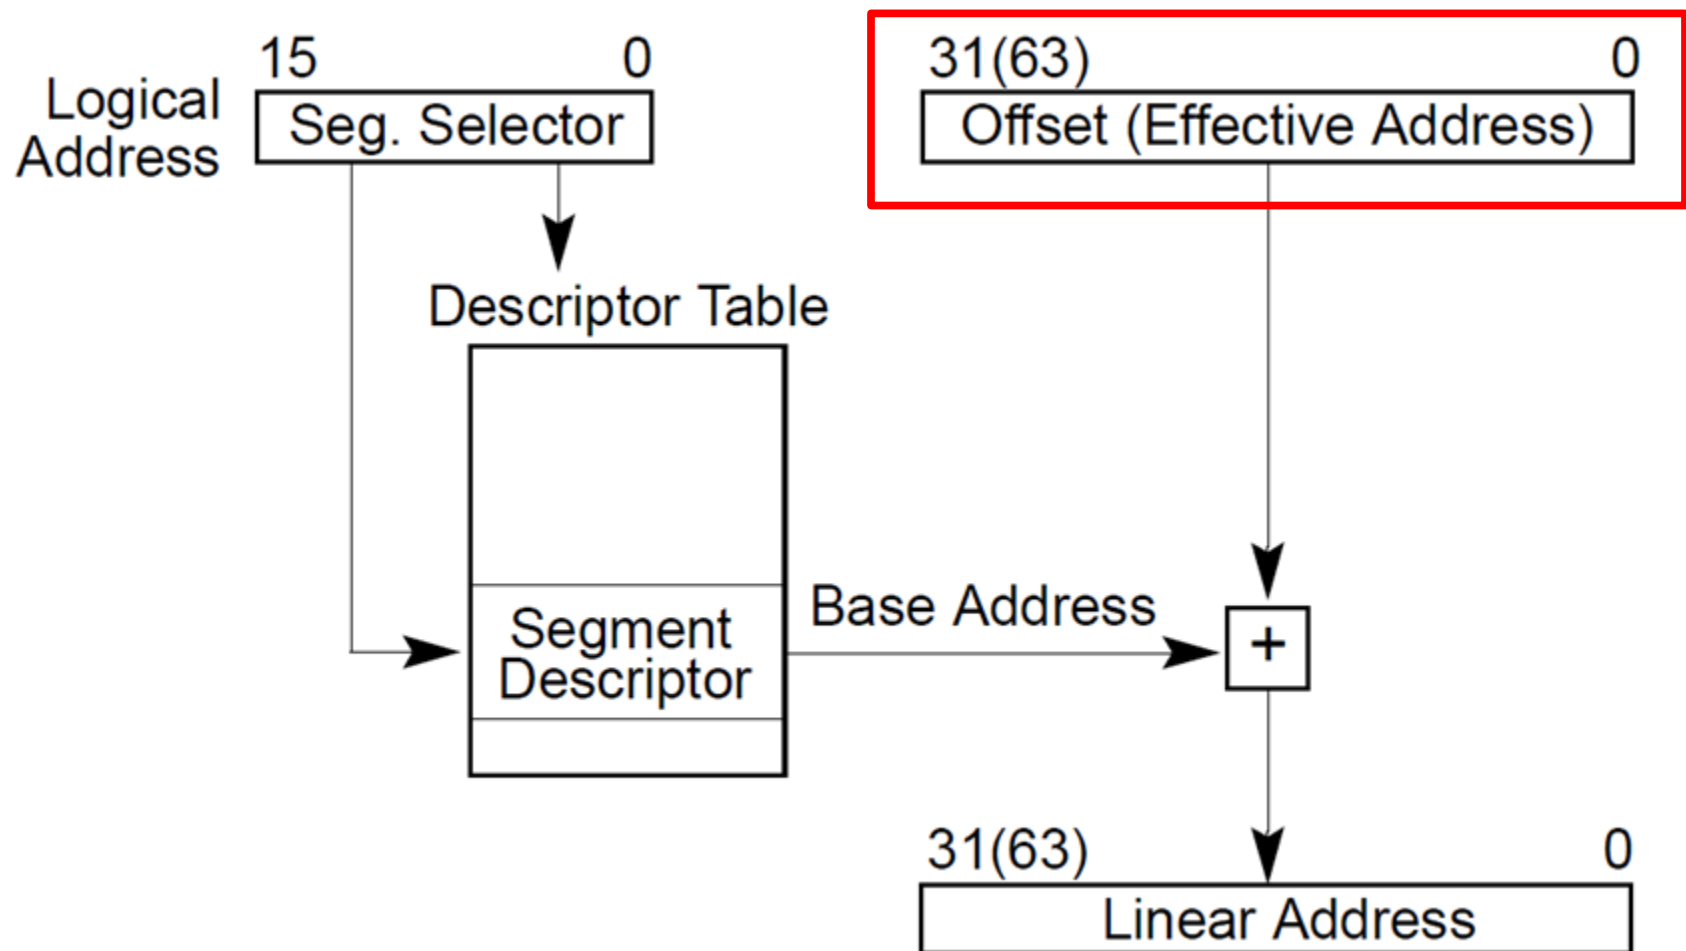 15 0
31(63) 0
Logical
Address
Seg. Selector
Offset (Effective Address)
Descriptor Table
Segment
Descriptor
Base Address
+
31(63) 0
Linear Address